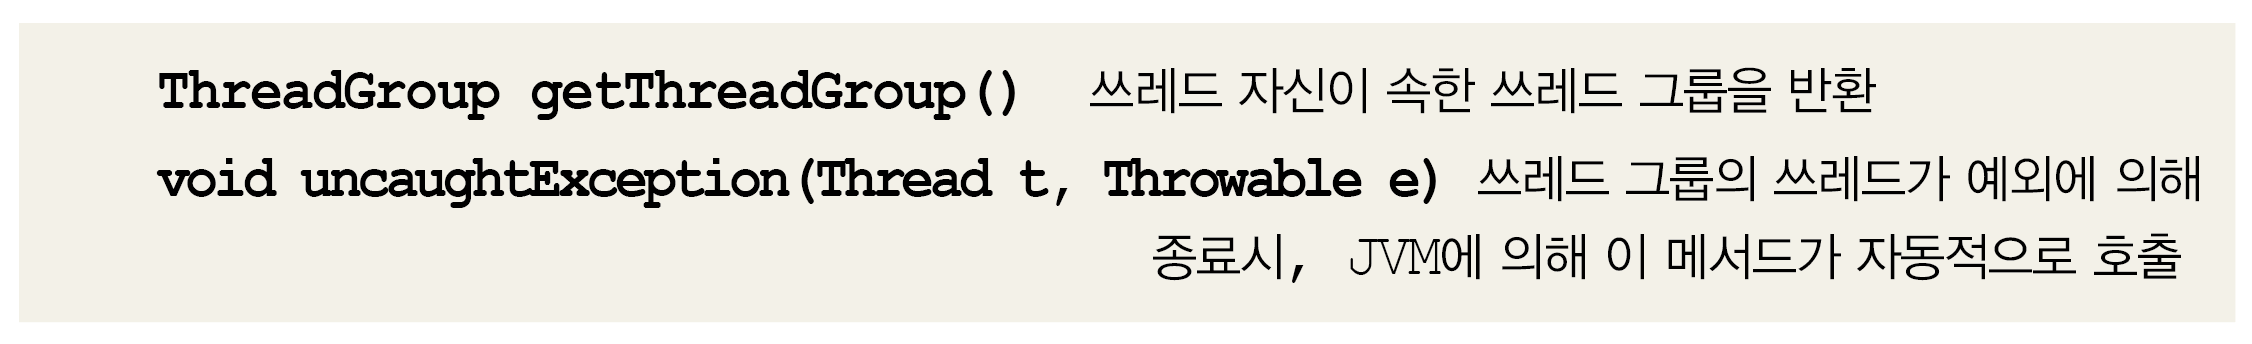 ThreadGroup getThreadGroup() 쓰레드 자신이 속한 쓰레드 그룹을 반환
void uncaughtException(Thread t, Throwable e) 쓰레드 그룹의 쓰레드가 예외에 의해
종료시, JVM에 의해 이 메서드가 자동적으로 호출